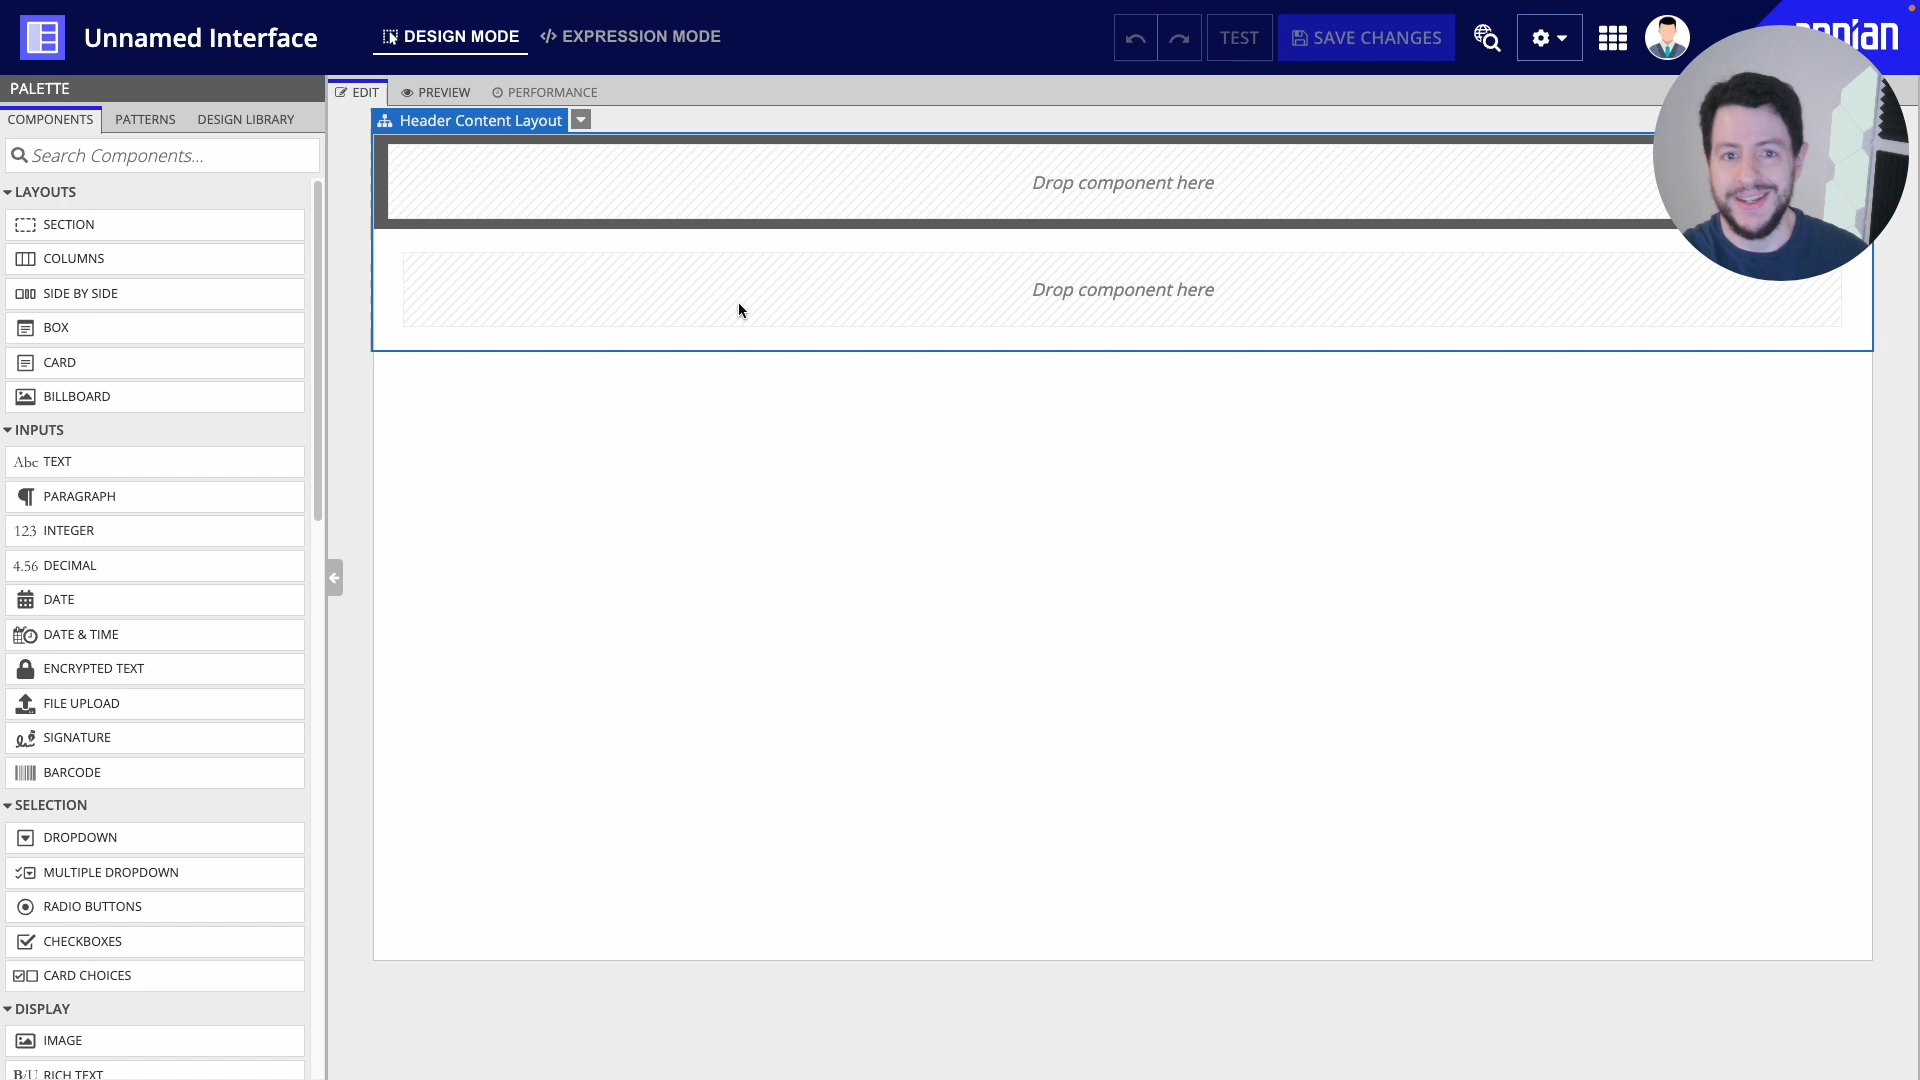 Unnamed Interface
DESIGN MODE
EXPRESSION MODE
TEST
SAVE CHANGES
PALETTE
EDIT
PREVIEW
PERFORMANCE
COMPONENTS
PATTERNS
DESIGN LIBRARY
Header Content Layout
Search Components...
Drop component here
Drop component here
LAYOUTS
SECTION
COLUMNS
SIDE BY SIDE
BOX
CARD
BILLBOARD
INPUTS
Abc TEXT
PARAGRAPH
123 INTEGER
4.56 DECIMAL
DATE
DATE & TIME
ENCRYPTED TEXT
FILE UPLOAD
SIGNATURE
BARCODE
SELECTION
DROPDOWN
MULTIPLE DROPDOWN
RADIO BUTTONS
CHECKBOXES
CARD CHOICES
DISPLAY
IMAGE
B/U RICH TEXT